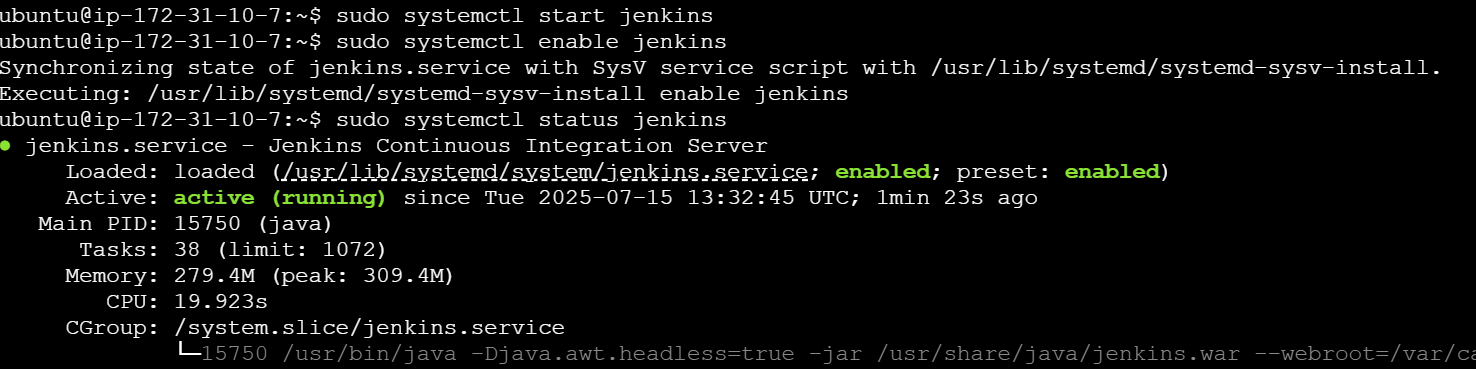 ubuntu@ip-172-31-10-7:~$ sudo systemctl start jenkins
ubuntu@ip-172-31-10-7:~$ sudo systemctl enable jenkins
Synchronizing state of jenkins.service with SysV service script with /usr/lib/systemd/systemd-sysv-install.
Executing: /usr/lib/systemd/systemd-sysv-install enable jenkins
ubuntu@ip-172-31-10-7:~$ sudo systemctl status jenkins
● jenkins.service - Jenkins Continuous Integration Server
     Loaded: loaded (/usr/lib/systemd/system/jenkins.service; enabled; preset: enabled)
     Active: active (running) since Tue 2025-07-15 13:32:45 UTC; 1min 23s ago
   Main PID: 15750 (java)
      Tasks: 38 (limit: 1072)
     Memory: 279.4M (peak: 309.4M)
        CPU: 19.923s
     CGroup: /system.slice/jenkins.service
             └─15750 /usr/bin/java -Djava.awt.headless=true -jar /usr/share/java/jenkins.war --webroot=/var/ca